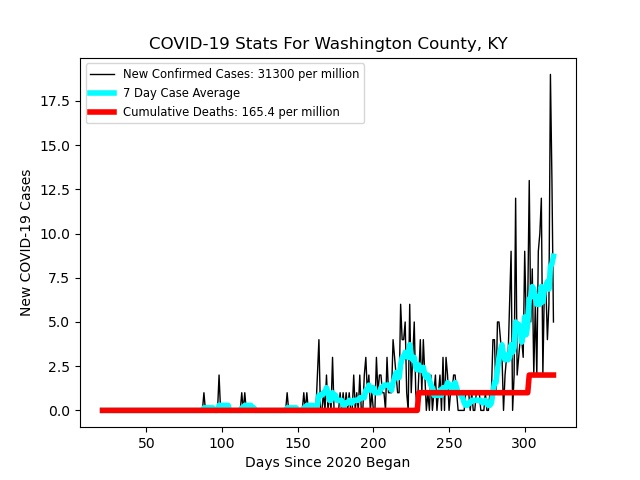 COVID-19 Stats For Washington County, KY
New Confirmed Cases: 31300 per million
7 Day Case Average
Cumulative Deaths: 165.4 per million
New COVID-19 Cases
17.5
15.0
12.5
10.0
7.5
5.0
2.5
0.0
50 100 150 200 250 300
Days Since 2020 Began